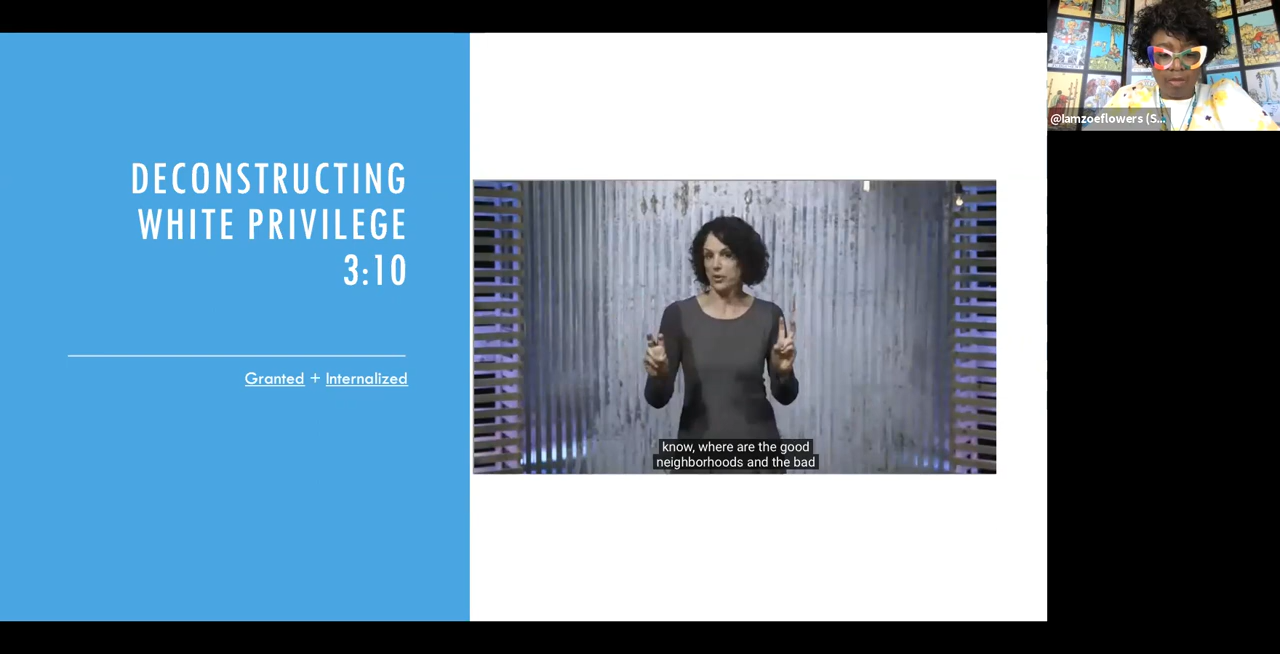 DECONSTRUCTING
WHITE PRIVILEGE
3:10
Granted + Internalized
know, where are the good
neighborhoods and the bad
@Iamzoeflowers (S...